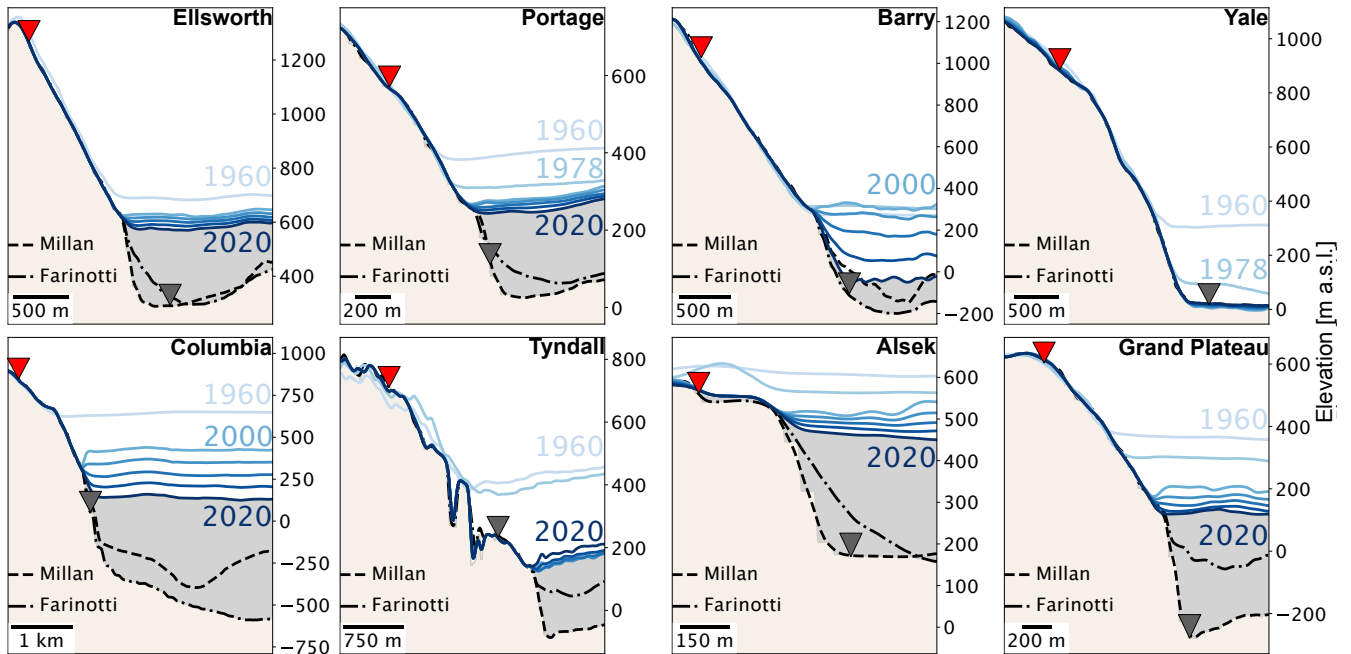 Ellsworth
1200
1000
800
600
400
1960
2020
Millan
Farinotti
500 m
Portage
600
400
200
0
1960
1978
2020
Millan
Farinotti
200 m
Barry
1200
1000
800
600
400
200
0
−200
2000
Millan
Farinotti
500 m
Yale
1000
800
600
400
200
0
1960
1978
Millan
Farinotti
500 m
Elevation [m a.s.l.]
Columbia
1000
750
500
250
0
−250
−500
−750
1960
2000
2020
Millan
Farinotti
1 km
Tyndall
800
600
400
200
0
1960
2020
Millan
Farinotti
750 m
Alsek
600
500
400
300
200
100
0
2020
Millan
Farinotti
150 m
Grand Plateau
600
400
200
0
−200
1960
2020
Millan
Farinotti
200 m